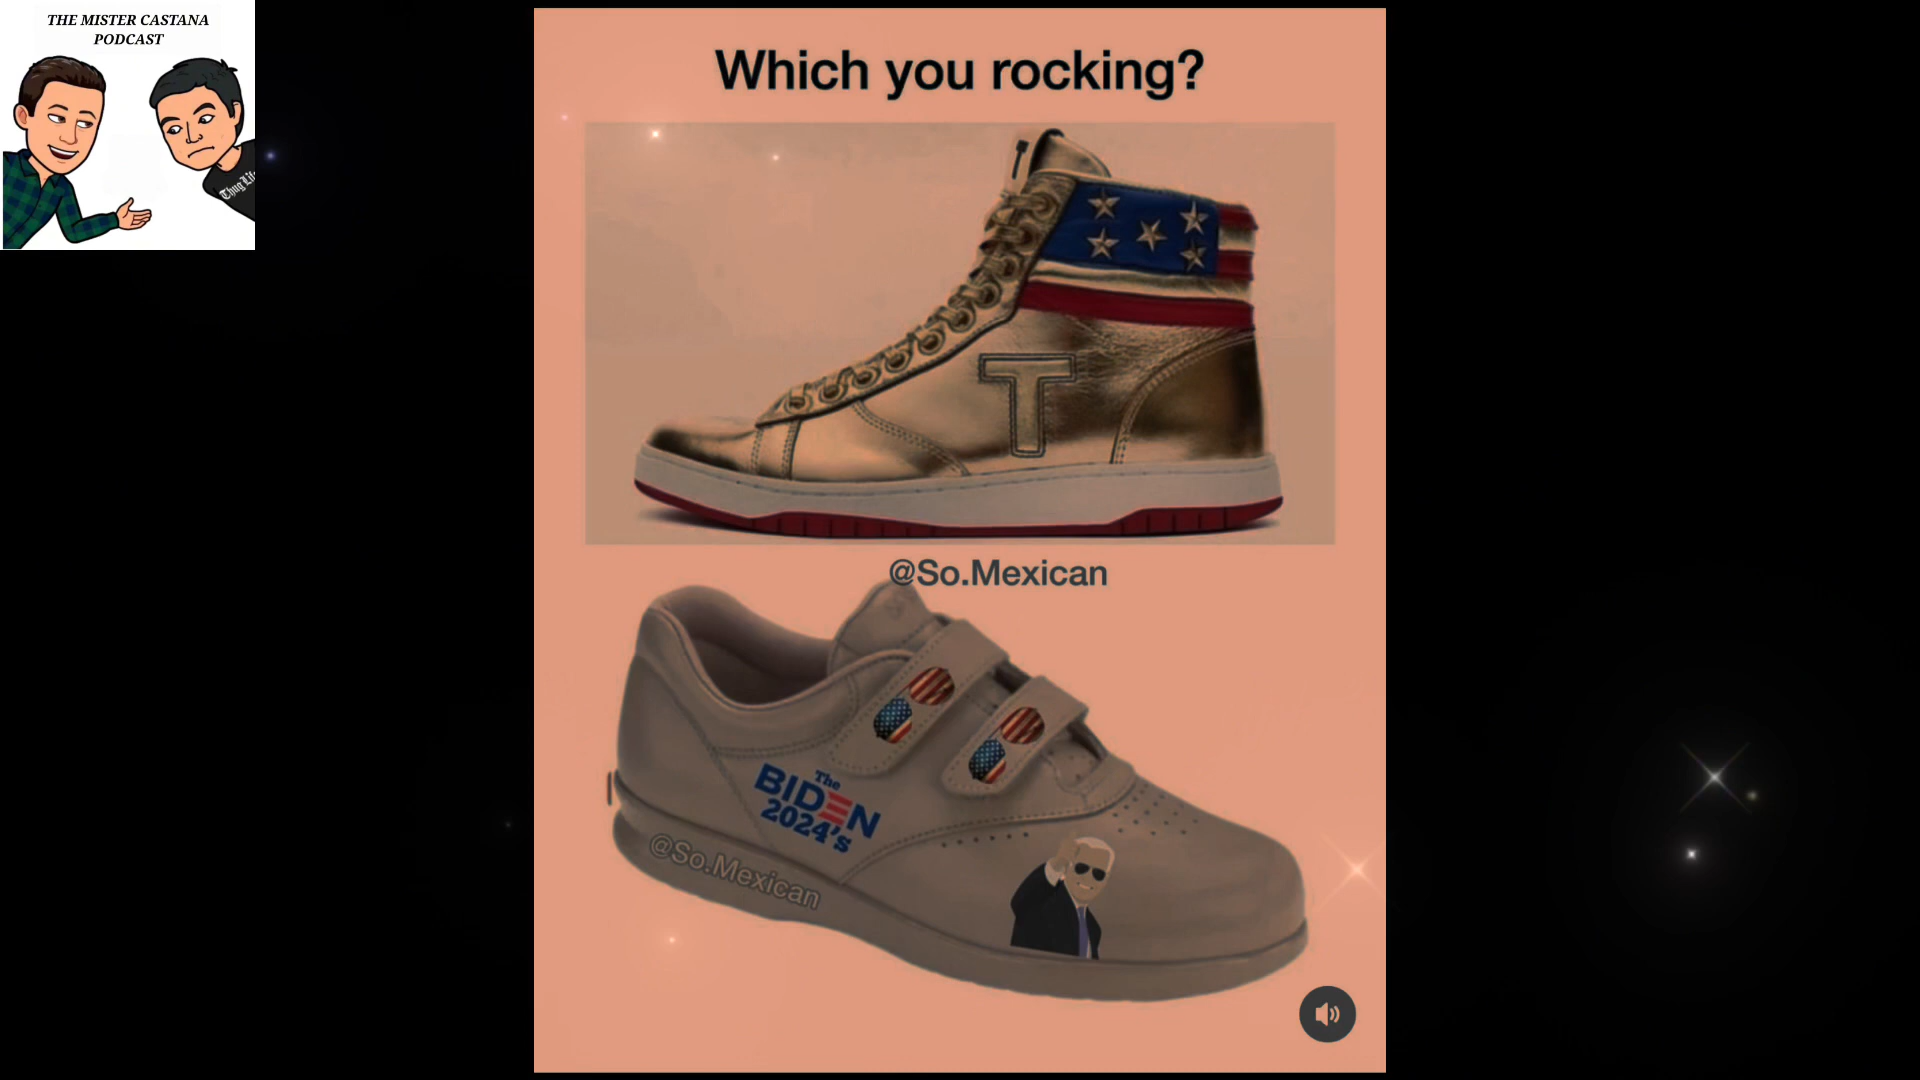 THE MISTER CASTANA
PODCAST
Thug Life
Which you rocking?
T
@So.Mexican
The
BIDEN
2024's
@So.Mexican